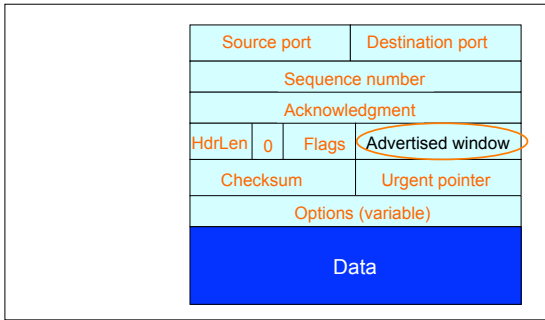 Source port Destination port
Sequence number
Acknowledgment
HdrLen 0 Flags Advertised window
Checksum Urgent pointer
Options (variable)
Data